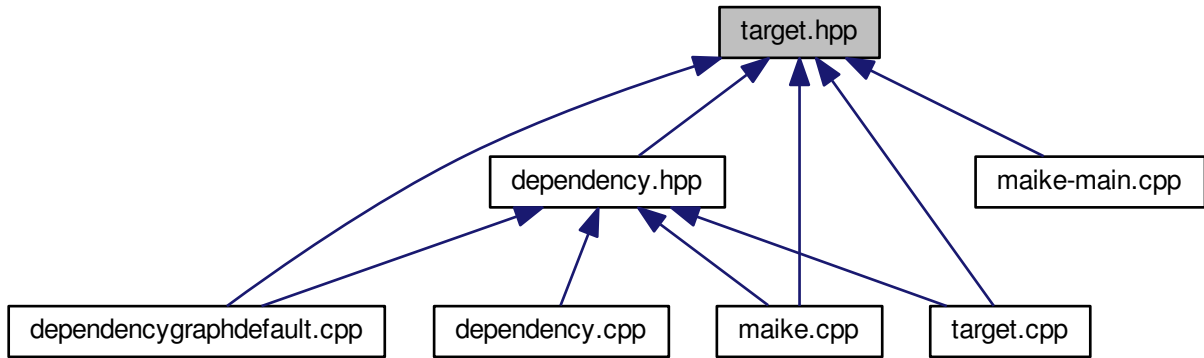 target.hpp
dependency.hpp
maike-main.cpp
dependencygraphdefault.cpp
dependency.cpp
maike.cpp
target.cpp